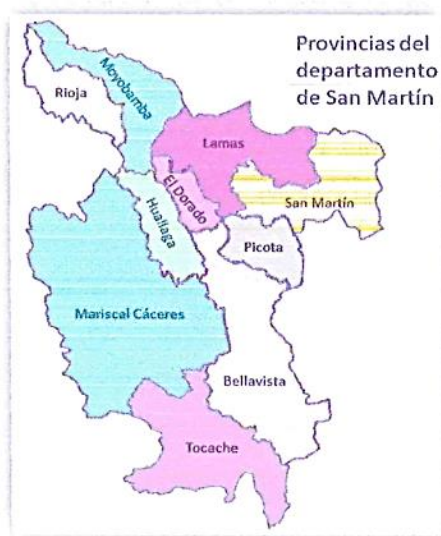 Provincias del
departamento
de San Martín
Moyobamba
Rioja
Lamas
El Dorado
San Martín
Huallaga
Picota
Mariscal Cáceres
Bellavista
Tocache